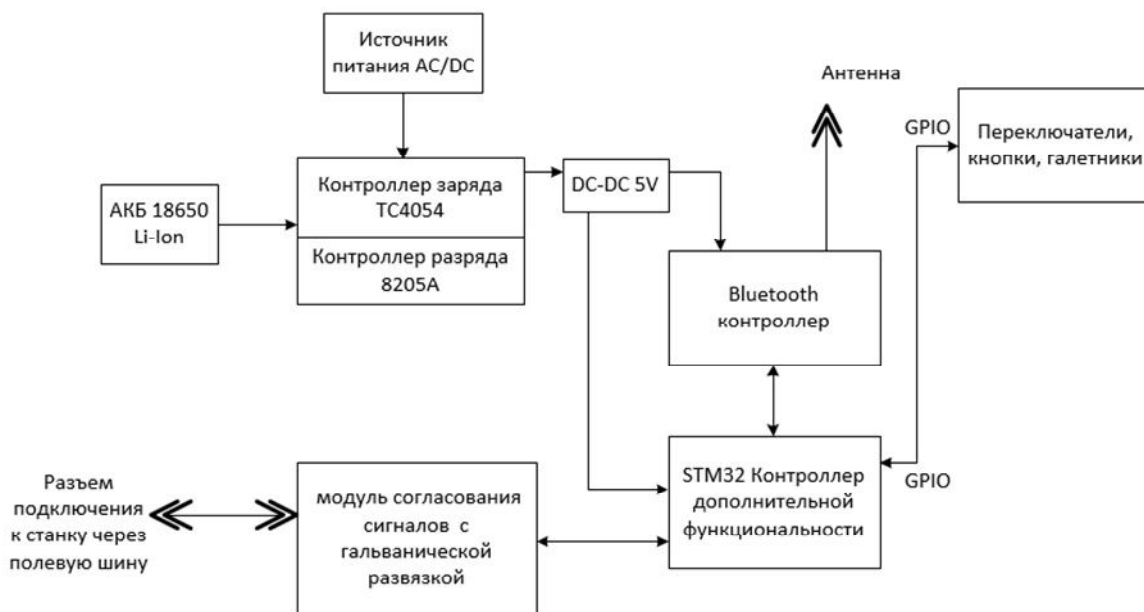 Источник
питания AC/DC
Антенна
GPIO
Переключатели,
кнопки, галетники
Контроллер заряда
TC4054
DC-DC 5V
АКБ 18650
Li-Ion
Контроллер разряда
8205A
Bluetooth
контроллер
Разъем
подключения
к станку через
полевую шину
модуль согласования
сигналов с
гальванической
развязкой
STM32 Контроллер
дополнительной
функциональности
GPIO